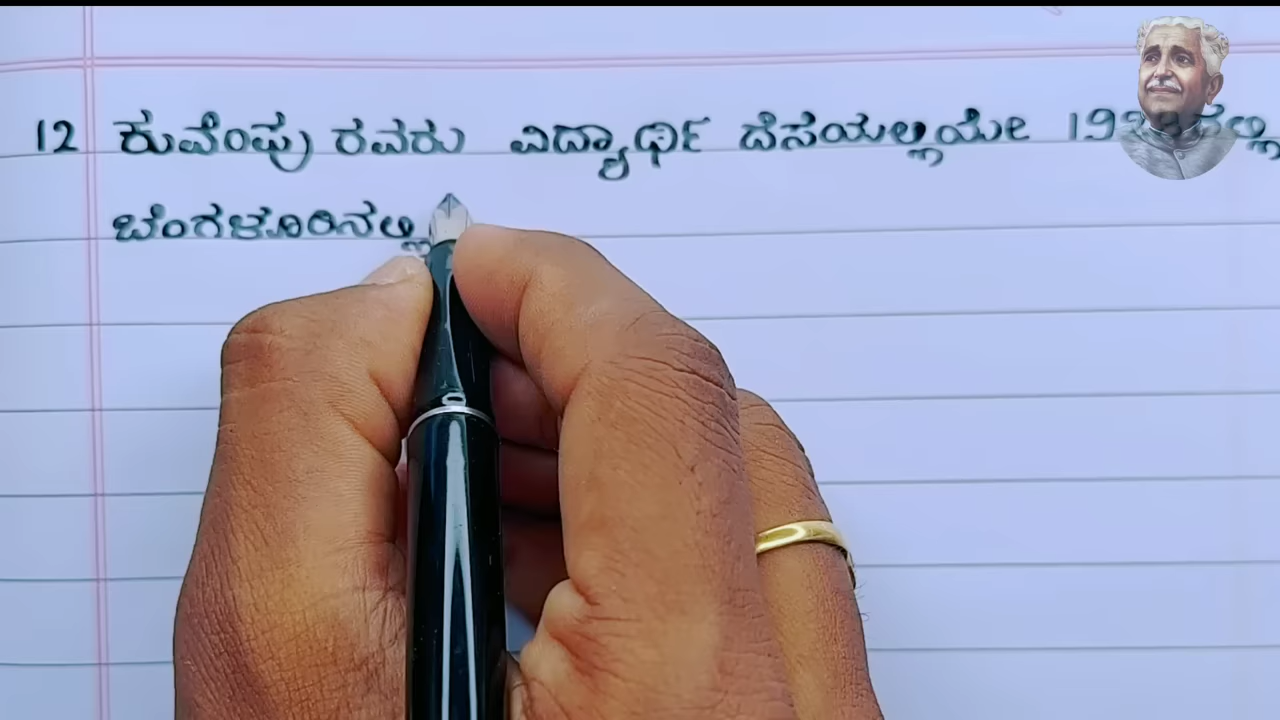 12 ಕುವೆಂಪು ರವರು ವಿದ್ಯಾರ್ಥಿ ದೆಸೆಯಲ್ಲಿಯೇ
ಬೆಂಗಳೂರಿನಲ್ಲಿ